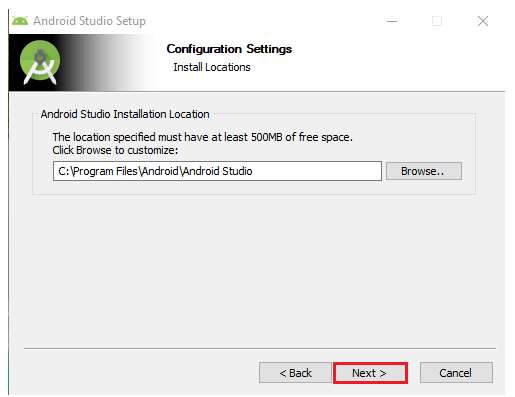 Android Studio Setup
Configuration Settings
Install Locations
Android Studio Installation Location
The location specified must have at least 500MB of free space.
Click Browse to customize:
C:\Program Files\Android\Android Studio
Browse..
< Back
Next >
Cancel